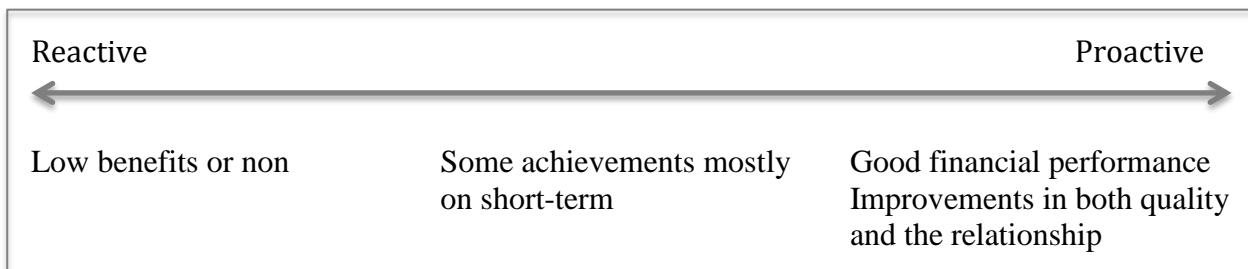 Reactive Proactive
Low benefits or non Some achievements mostly Good financial performance
on short-term Improvements in both quality
and the relationship